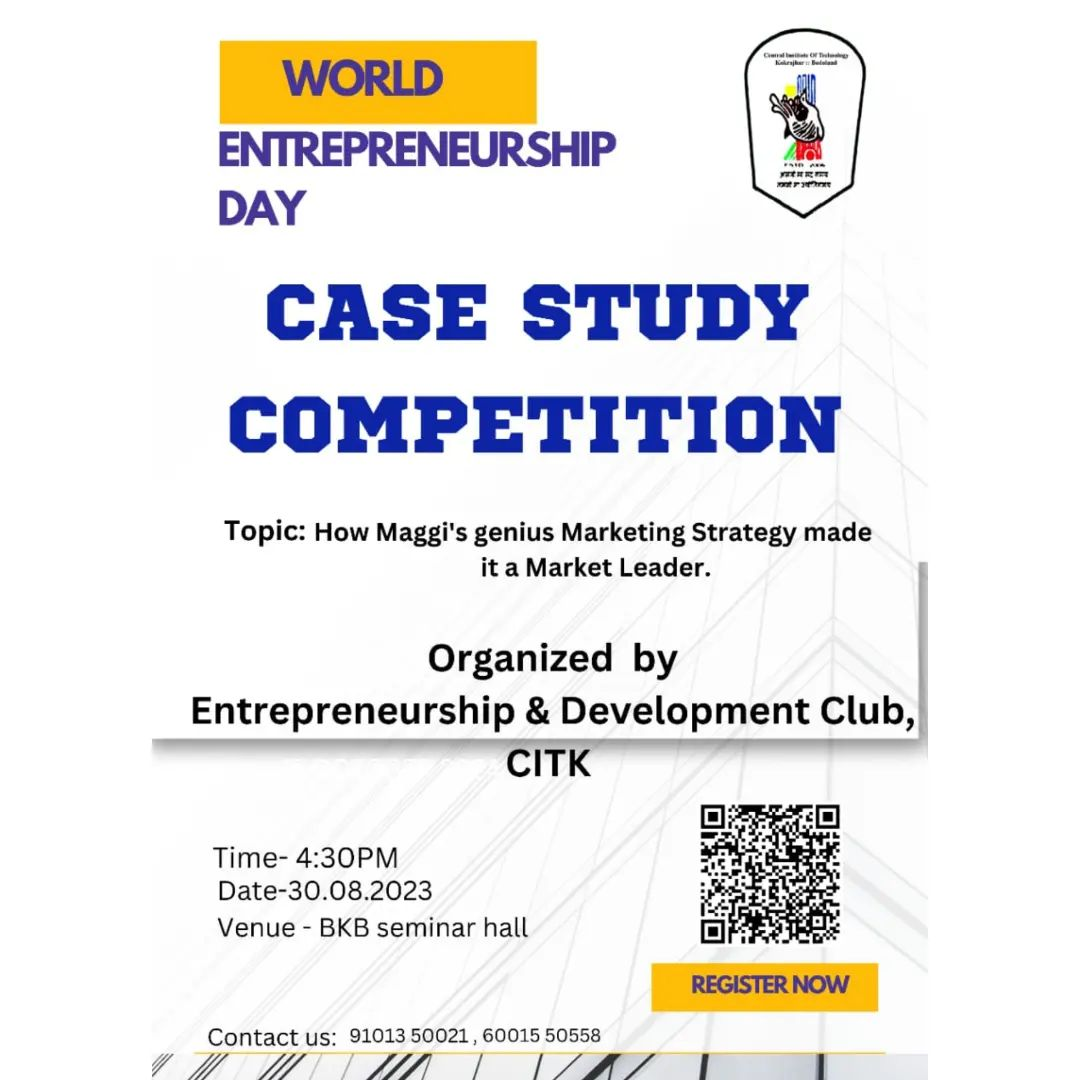 WORLD
ENTREPRENEURSHIP
DAY
Central Institute Of Technology
Kokrajhar :: Bodoland
CASE STUDY
COMPETITION
Topic: How Maggi's genius Marketing Strategy made
it a Market Leader.
Organized by
Entrepreneurship & Development Club,
CITK
Time- 4:30PM
Date-30.08.2023
Venue - BKB seminar hall
REGISTER NOW
Contact us: 91013 50021 , 60015 50558